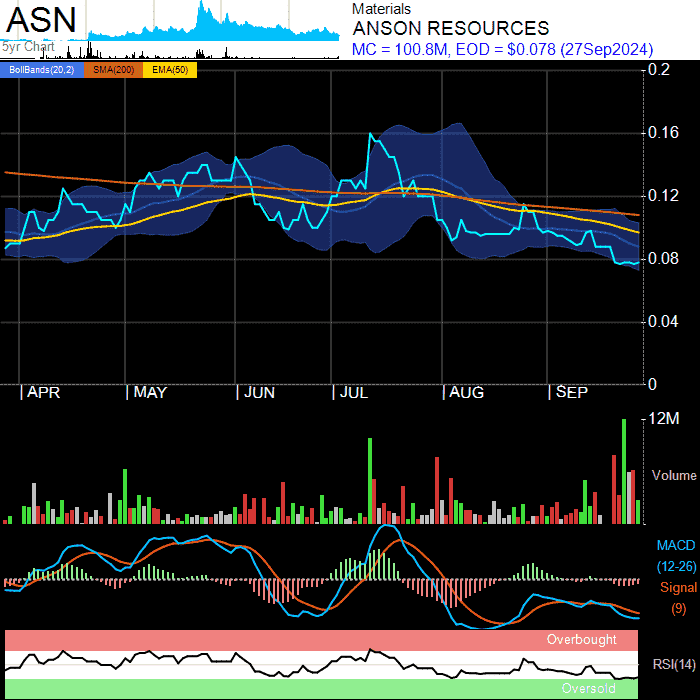 ASN
5yr Chart
Materials
ANSON RESOURCES
MC = 100.8M, EOD = $0.078 (27Sep2024)
BollBands(20,2) SMA(200) EMA(50)
0.2
0.16
0.12
0.08
0.04
0
APR MAY JUN JUL AUG SEP
12M
Volume
MACD
(12-26)
Signal
(9)
Overbought
RSI(14)
Oversold